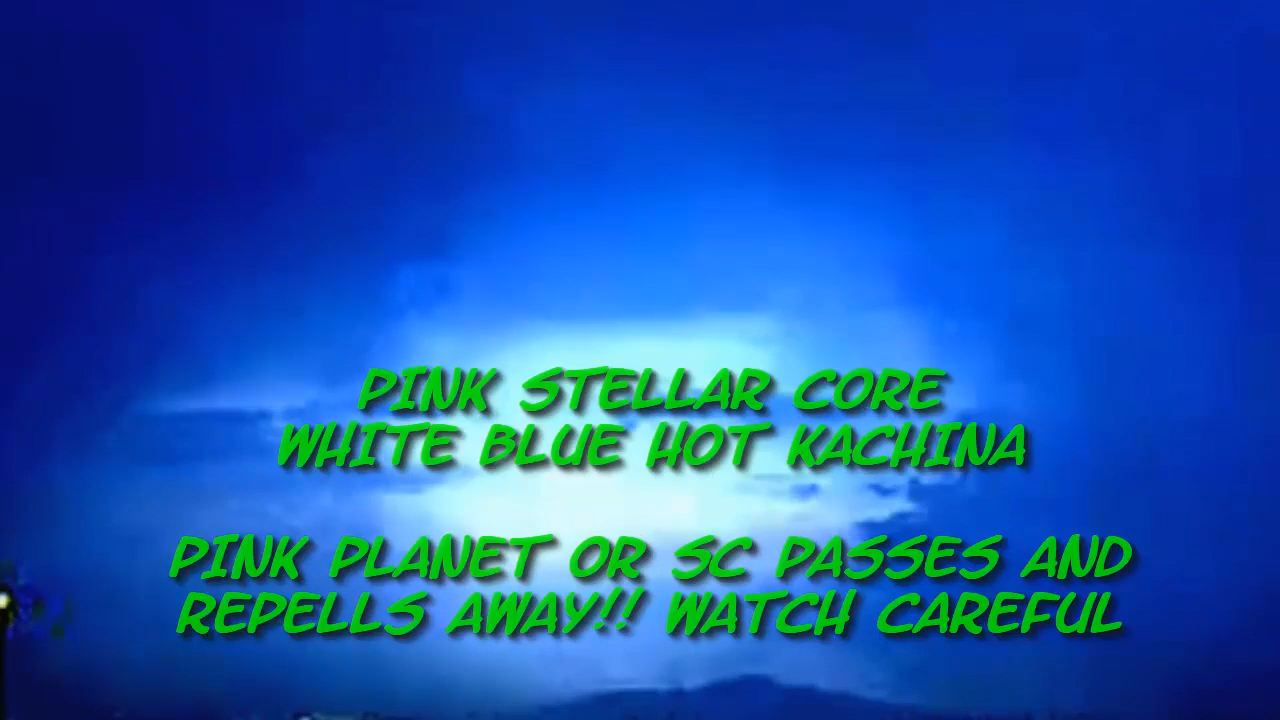 PINK STELLAR CORE
WHITE BLUE HOT KACHINA
PINK PLANET OR SC PASSES AND
REPELLS AWAY!! WATCH CAREFUL